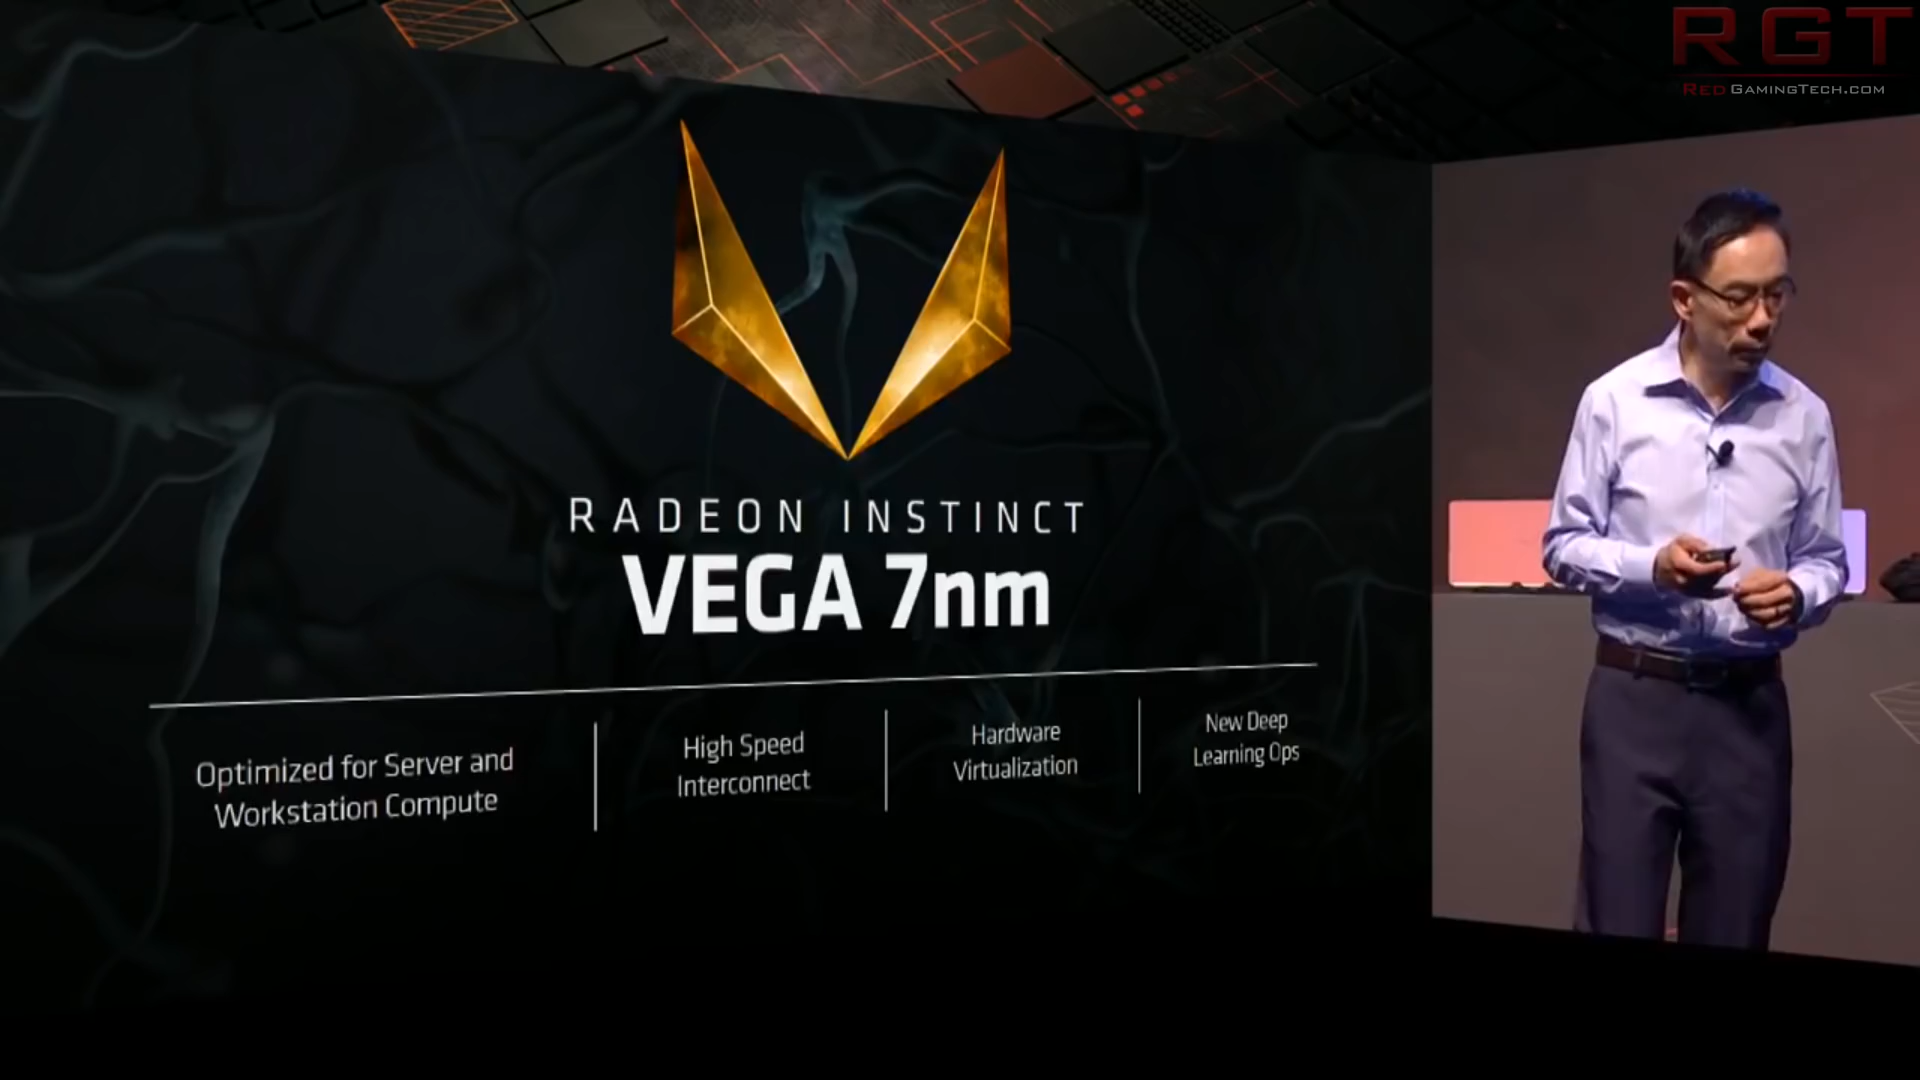 RGT
REDGAMINGTECH.COM
RADEON INSTINCT
VEGA 7nm
Optimized for Server and
Workstation Compute
High Speed
Interconnect
Hardware
Virtualization
New Deep
Learning Ops